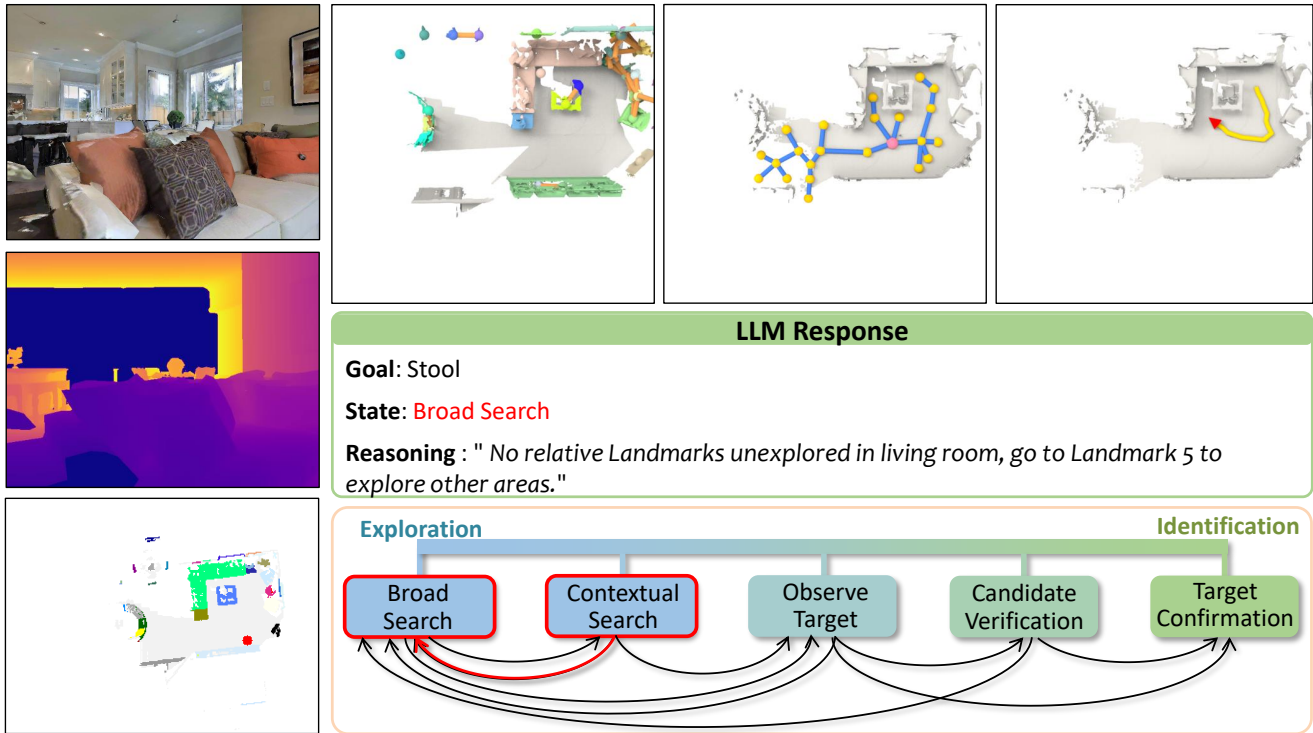 LLM Response
Goal: Stool
State: Broad Search
Reasoning : " No relative Landmarks unexplored in living room, go to Landmark 5 to
explore other areas."
Exploration
Identification
Broad
Search
Contextual
Search
Observe
Target
Candidate
Verification
Target
Confirmation